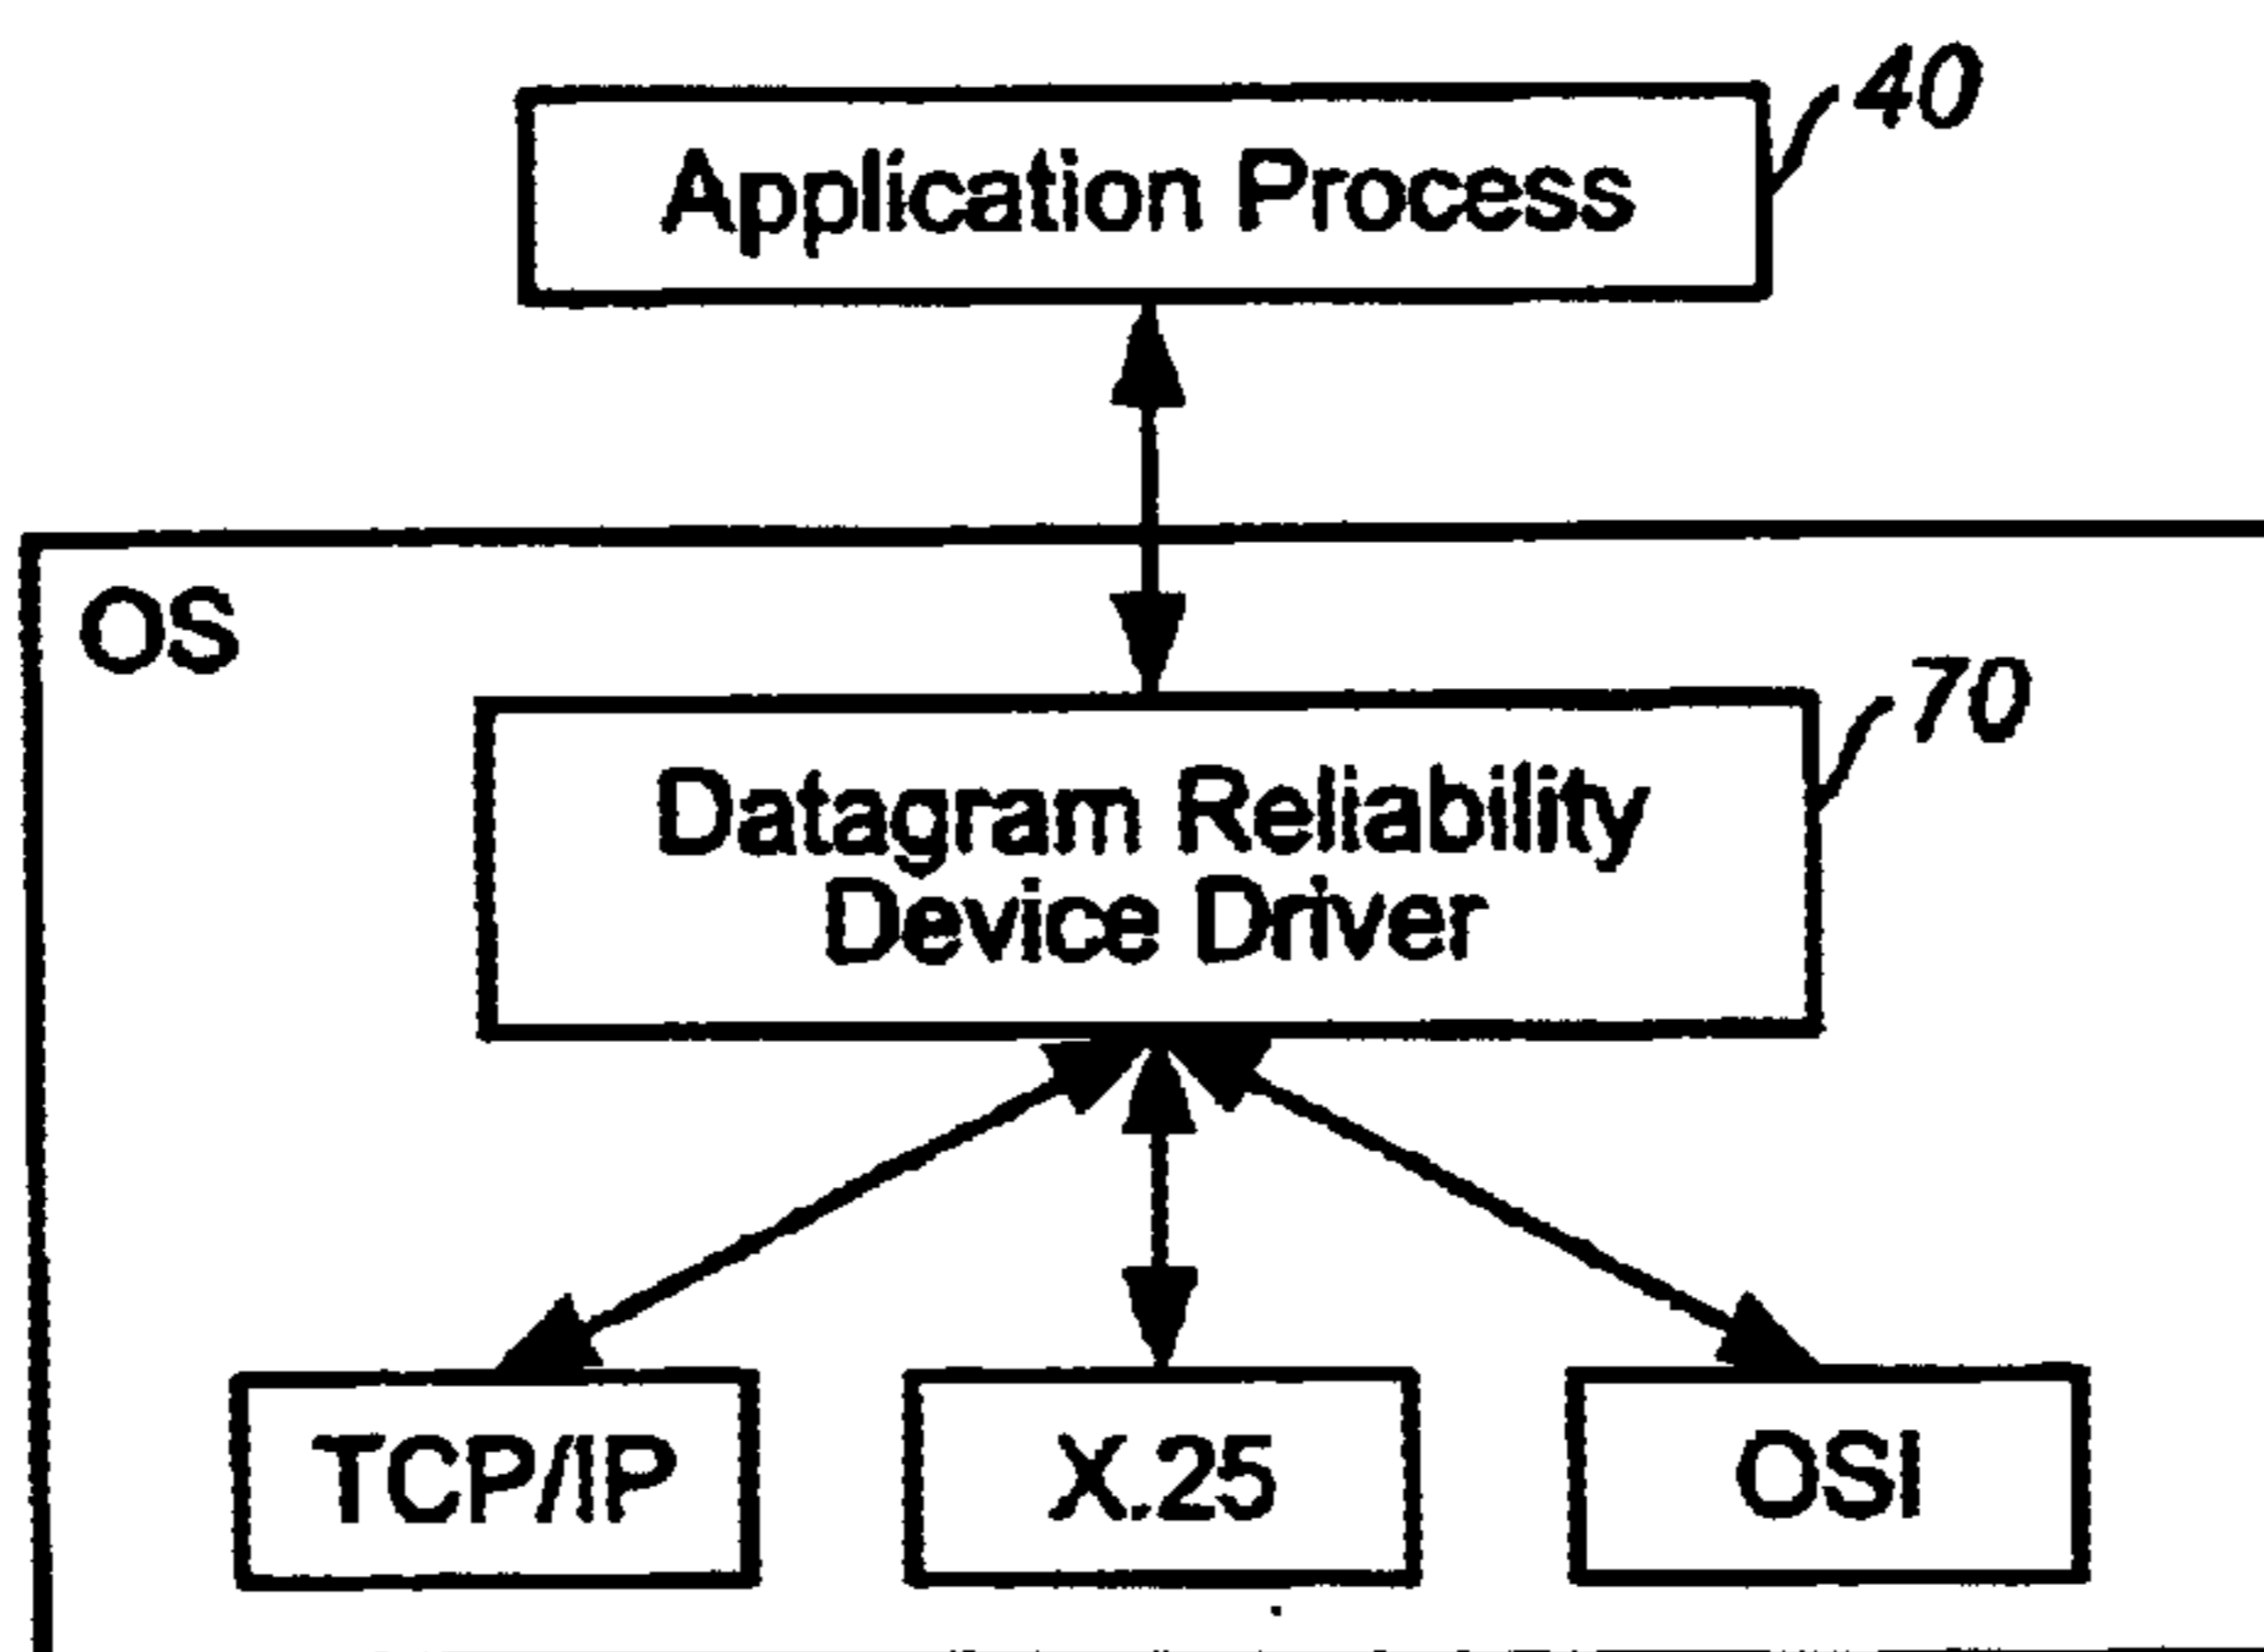 40
Application Process
OS
70
Datagram Reliability
Device Driver
TCP/IP
X.25
OSI